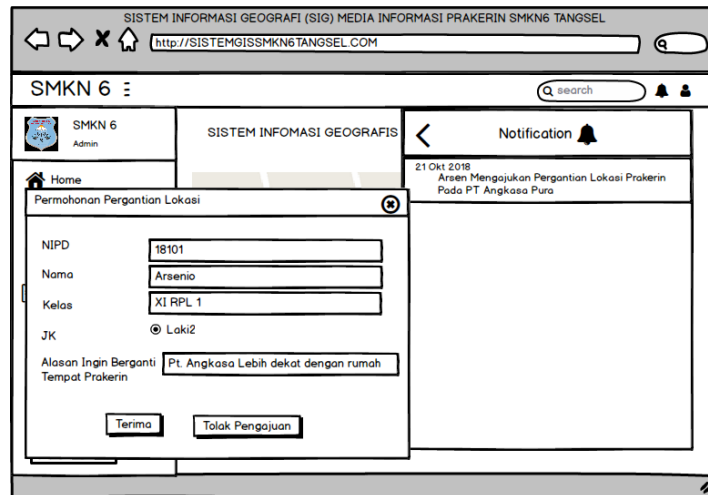 SISTEM INFORMASI GEOGRAFI (SIG) MEDIA INFORMASI PRAKERIN SMKN6 TANGSEL
http://SISTEMGISSMKN6TANGSEL.COM
SMKN 6
search
SMKN 6
Admin
SISTEM INFOMASI GEOGRAFIS
Notification
Home
21 Okt 2018
Arsen Mengajukan Pergantian Lokasi Prakerin
Pada PT Angkasa Pura
Permohonan Pergantian Lokasi
NIPD
18101
Nama
Arsenio
Kelas
XI RPL 1
JK
Laki2
Alasan Ingin Berganti
Tempat Prakerin
Pt. Angkasa Lebih dekat dengan rumah
Terima
Tolak Pengajuan